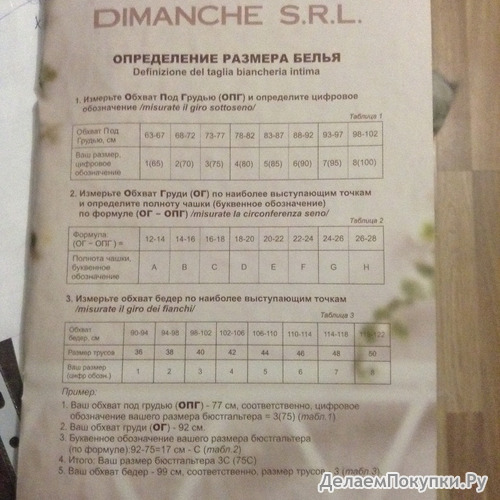 DIMANCHE S.R.L.
ОПРЕДЕЛЕНИЕ РАЗМЕРА БЕЛЬЯ
Definizione del taglia biancheria intima
1. Измерьте Обхват Под Грудью (ОПГ) и определите цифровое
обозначение /misurate il giro sottoseno/
Таблица 1
Обхват Под Грудью, см 63-67 68-72 73-77 78-82 83-87 88-92 93-97 98-102
Ваш размер, цифровое обозначение 1(65) 2(70) 3(75) 4(80) 5(85) 6(90) 7(95) 8(100)
2. Измерьте Обхват Груди (ОГ) по наиболее выступающим точкам
и определите полноту чашки (буквенное обозначение)
по формуле (ОГ – ОПГ) /misurate la circonferenza seno/
Таблица 2
Формула (ОГ – ОПГ) = 12-14 14-16 16-18 18-20 20-22 22-24 24-26 26-28
Полнота чашки, буквенное обозначение A B C D E F G H
3. Измерьте обхват бедер по наиболее выступающим точкам
/misurate il giro dei fianchi/
Таблица 3
Обхват бедер, см 90-94 94-98 98-102 102-106 106-110 110-114 114-118 118-122
Размер трусов 36 38 40 42 44 46 48 50
Ваш размер (цифр обозн.) 1 2 3 4 5 6 7 8
Пример:
1. Ваш обхват под грудью (ОПГ) - 77 см, соответственно, цифровое
обозначение вашего размера бюстгальтера = 3(75) (табл.1)
2. Ваш обхват груди (ОГ) - 92 см.
3. Буквенное обозначение вашего размера бюстгальтера
(по формуле):92-75=17 см - С (табл.2)
4. Итого: Ваш размер бюстгальтера 3С (75С)
5. Ваш обхват бедер - 99 см, соответственно, размер трусов - 3 (табл.3)
ДелаемПокупки.Ру